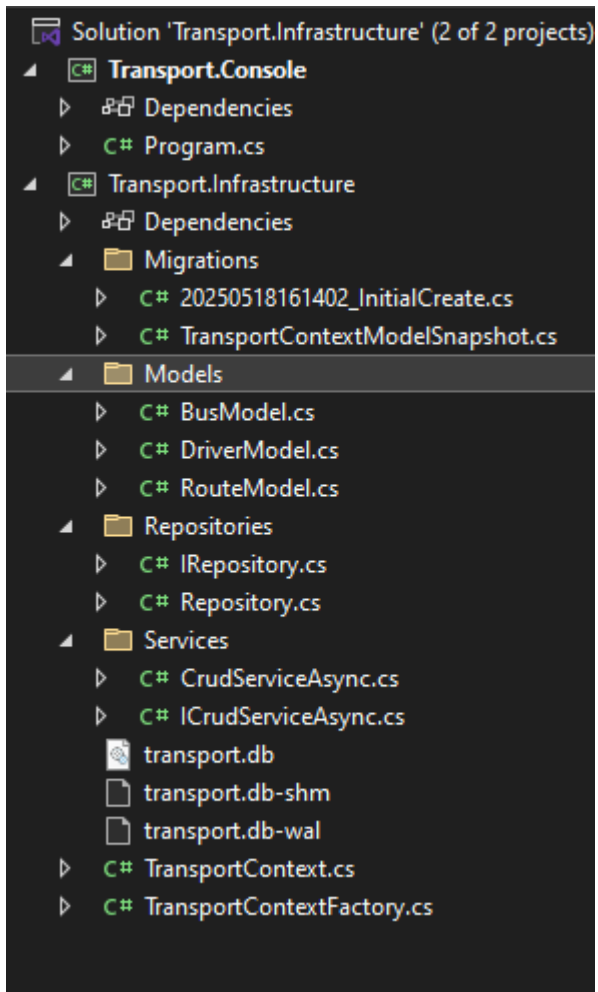 Solution 'Transport.Infrastructure' (2 of 2 projects)
C# Transport.Console
Dependencies
C# Program.cs
C# Transport.Infrastructure
Dependencies
Migrations
C# 20250518161402_InitialCreate.cs
C# TransportContextModelSnapshot.cs
Models
C# BusModel.cs
C# DriverModel.cs
C# RouteModel.cs
Repositories
C# IRepository.cs
C# Repository.cs
Services
C# CrudServiceAsync.cs
C# ICrudServiceAsync.cs
transport.db
transport.db-shm
transport.db-wal
C# TransportContext.cs
C# TransportContextFactory.cs